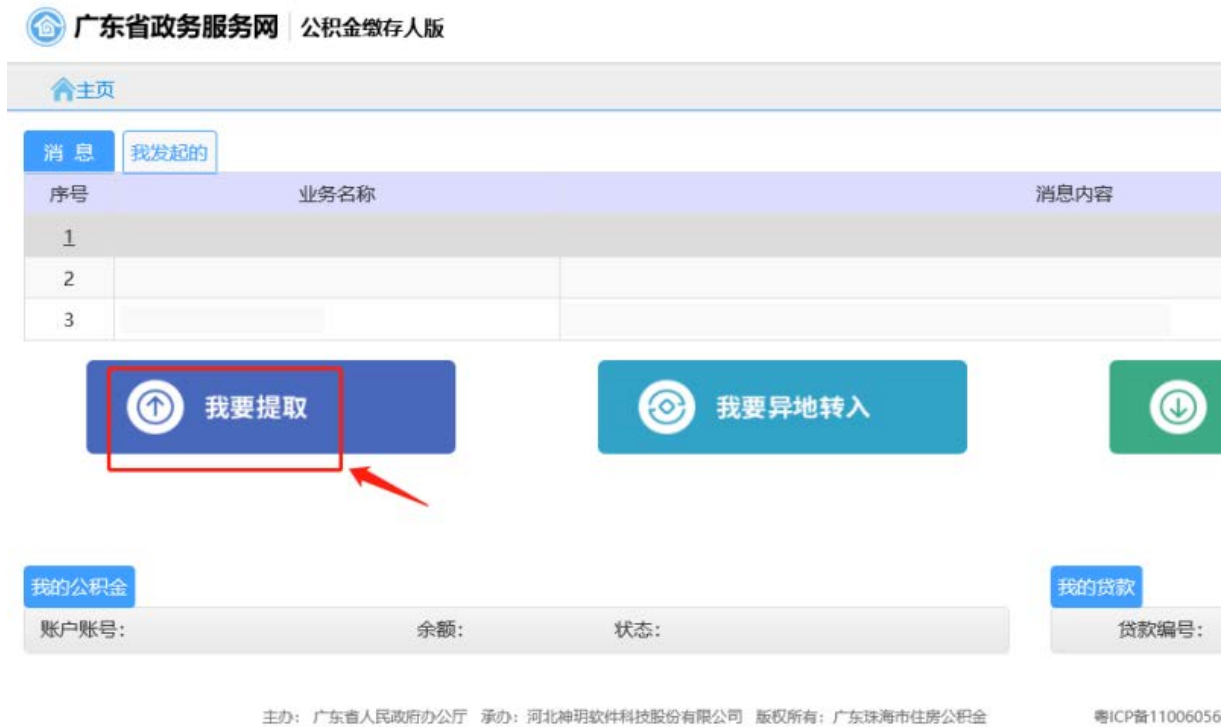 广东省政务服务网 公积金缴存人版
主页
消 息 我发起的
序号 业务名称 消息内容
1
2
3
我要提取 我要异地转入
我的公积金 我的贷款
账户账号： 余额： 状态： 贷款编号：
主办：广东省人民政府办公厅 承办：河北神玥软件科技股份有限公司 版权所有：广东珠海市住房公积金 粤ICP备11006056